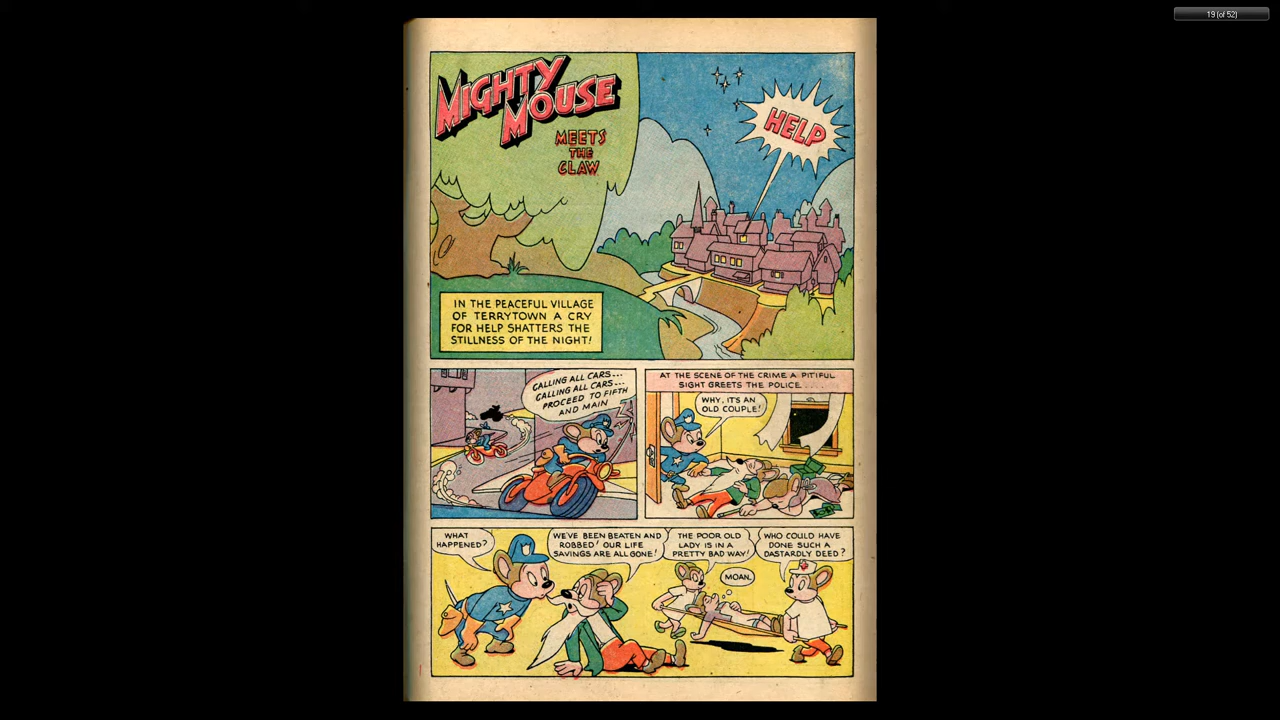 19 (of 52)
MIGHTY
MOUSE
MEETS
THE
CLAW
HELP
IN THE PEACEFUL VILLAGE
OF TERRYTOWN A CRY
FOR HELP SHATTERS THE
STILLNESS OF THE NIGHT!
CALLING ALL CARS...
CALLING ALL CARS...
PROCEED TO FIFTH
AND MAIN
AT THE SCENE OF THE CRIME A PITIFUL
SIGHT GREETS THE POLICE.....
WHY, IT'S AN
OLD COUPLE!
WHAT
HAPPENED?
WE'VE BEEN BEATEN AND
ROBBED! OUR LIFE
SAVINGS ARE ALL GONE!
THE POOR OLD
LADY IS IN A
PRETTY BAD WAY!
MOAN.
WHO COULD HAVE
DONE SUCH A
DASTARDLY DEED?